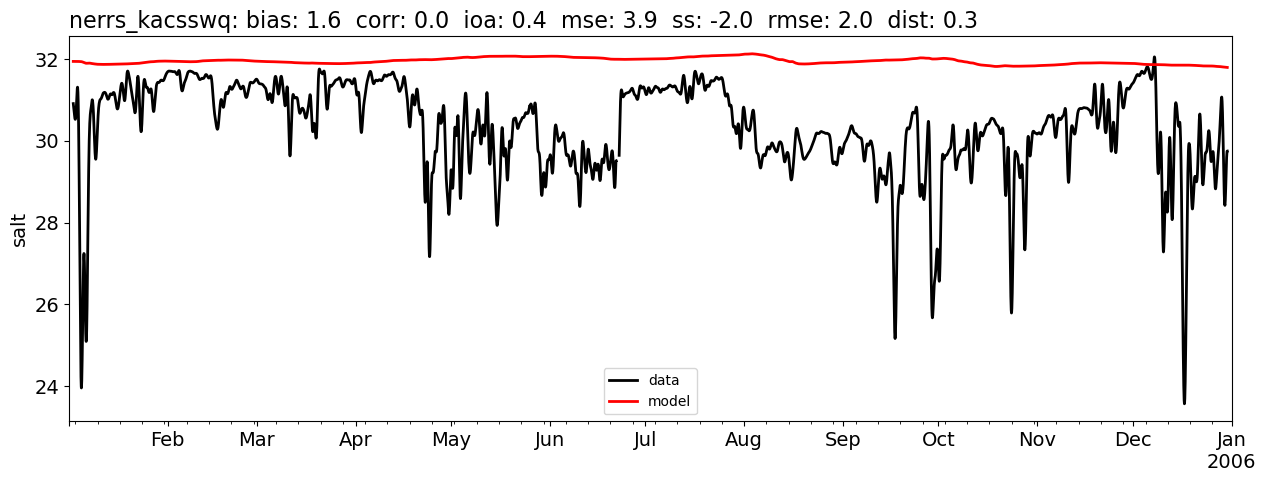 nerrs_kacsswq: bias: 1.6  corr: 0.0  ioa: 0.4  mse: 3.9  ss: -2.0  rmse: 2.0  dist: 0.3
32
30
28
26
24
salt
data
model
Feb Mar Apr May Jun Jul Aug Sep Oct Nov Dec Jan
2006